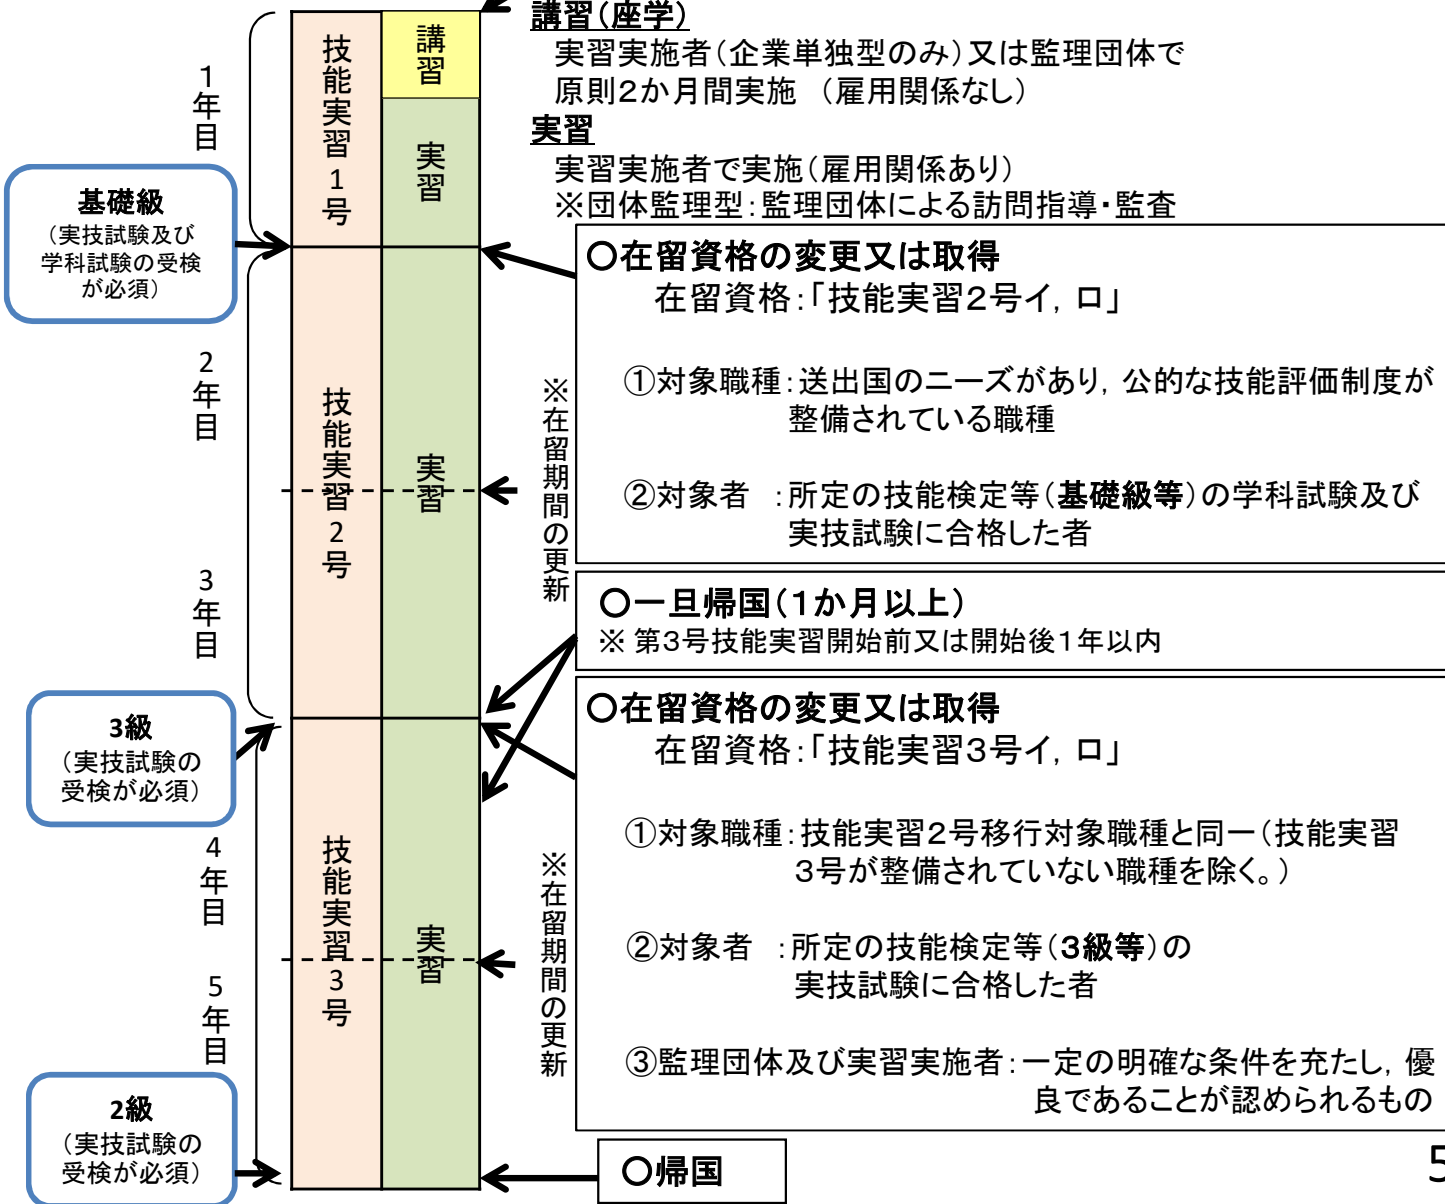 講習（座学）
実習実施者（企業単独型のみ）又は監理団体で
原則２か月間実施　（雇用関係なし）
実習
実習実施者で実施（雇用関係あり）
※団体監理型：監理団体による訪問指導・監査
1年目
2年目
3年目
4年目
5年目
基礎級
（実技試験及び
学科試験の受検
が必須）
3級
（実技試験の
受検が必須）
2級
（実技試験の
受検が必須）
技能実習1号
技能実習2号
技能実習3号
講習
実習
実習
実習
※在留期間の更新
※在留期間の更新
○在留資格の変更又は取得
在留資格：「技能実習２号イ，ロ」
①対象職種：送出国のニーズがあり，公的な技能評価制度が
整備されている職種
②対象者　：所定の技能検定等（基礎級等）の学科試験及び
実技試験に合格した者
○一旦帰国（１か月以上）
※ 第３号技能実習開始前又は開始後１年以内
○在留資格の変更又は取得
在留資格：「技能実習３号イ，ロ」
①対象職種：技能実習２号移行対象職種と同一（技能実習
３号が整備されていない職種を除く。）
②対象者　：所定の技能検定等（３級等）の
実技試験に合格した者
③監理団体及び実習実施者：一定の明確な条件を充たし，優
良であることが認められるもの
○帰国
5